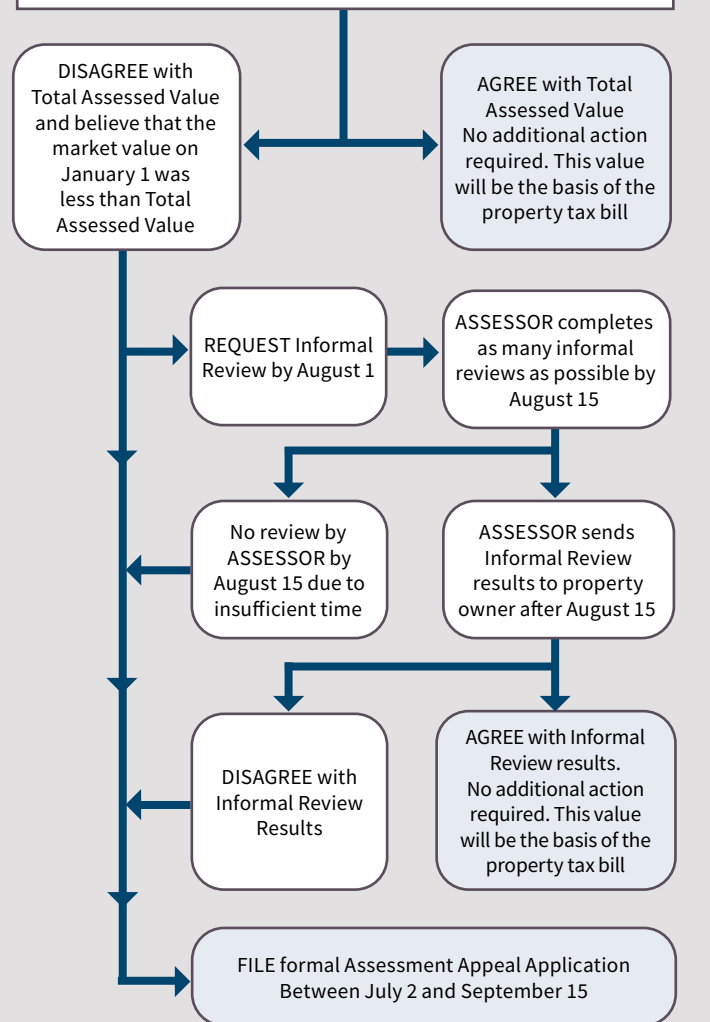 DISAGREE with
Total Assessed Value
and believe that the
market value on
January 1 was
less than Total
Assessed Value
AGREE with Total
Assessed Value
No additional action
required. This value
will be the basis of the
property tax bill
REQUEST Informal
Review by August 1
ASSESSOR completes
as many informal
reviews as possible by
August 15
No review by
ASSESSOR by
August 15 due to
insufficient time
ASSESSOR sends
Informal Review
results to property
owner after August 15
DISAGREE with
Informal Review
Results
AGREE with Informal
Review results.
No additional action
required. This value
will be the basis of the
property tax bill
FILE formal Assessment Appeal Application
Between July 2 and September 15